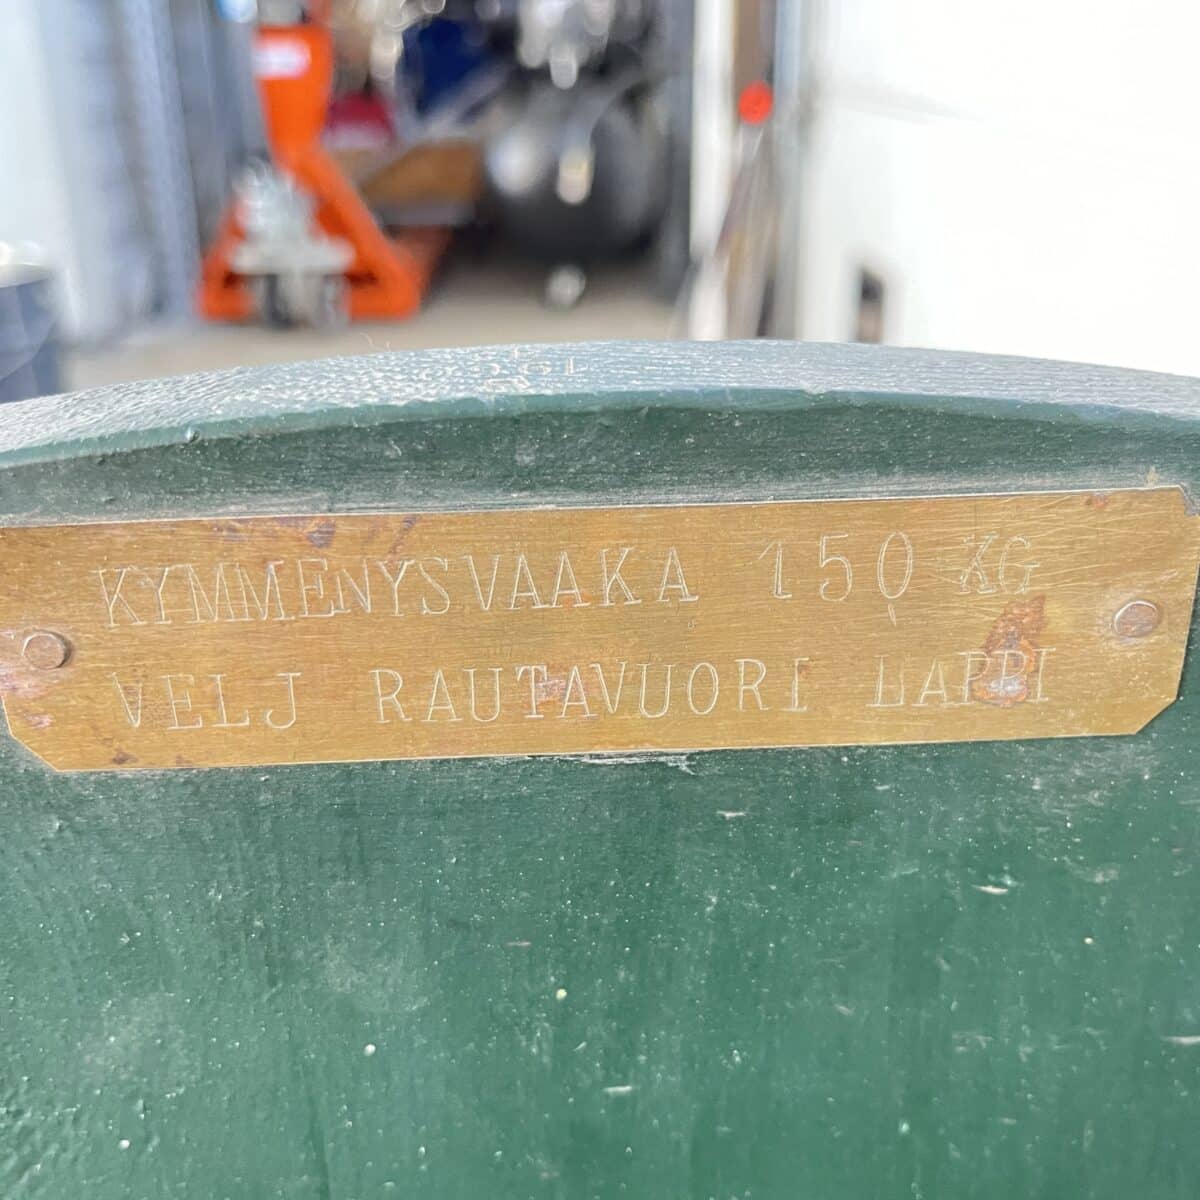 KYMMENYSVAAKA 150 KG
VELJ RAUTAVUORI LAPPI